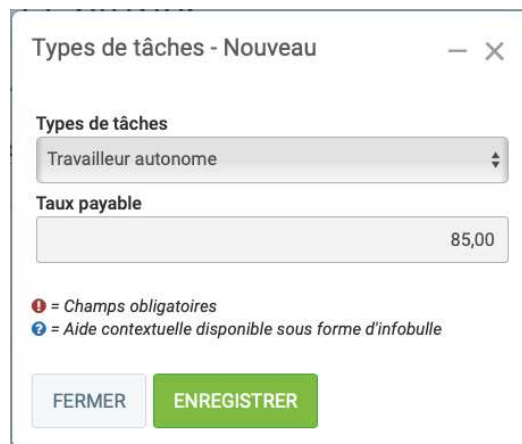 Types de tâches - Nouveau
Types de tâches
Travailleur autonome
Taux payable
85,00
= Champs obligatoires
= Aide contextuelle disponible sous forme d'infobulle
FERMER ENREGISTRER